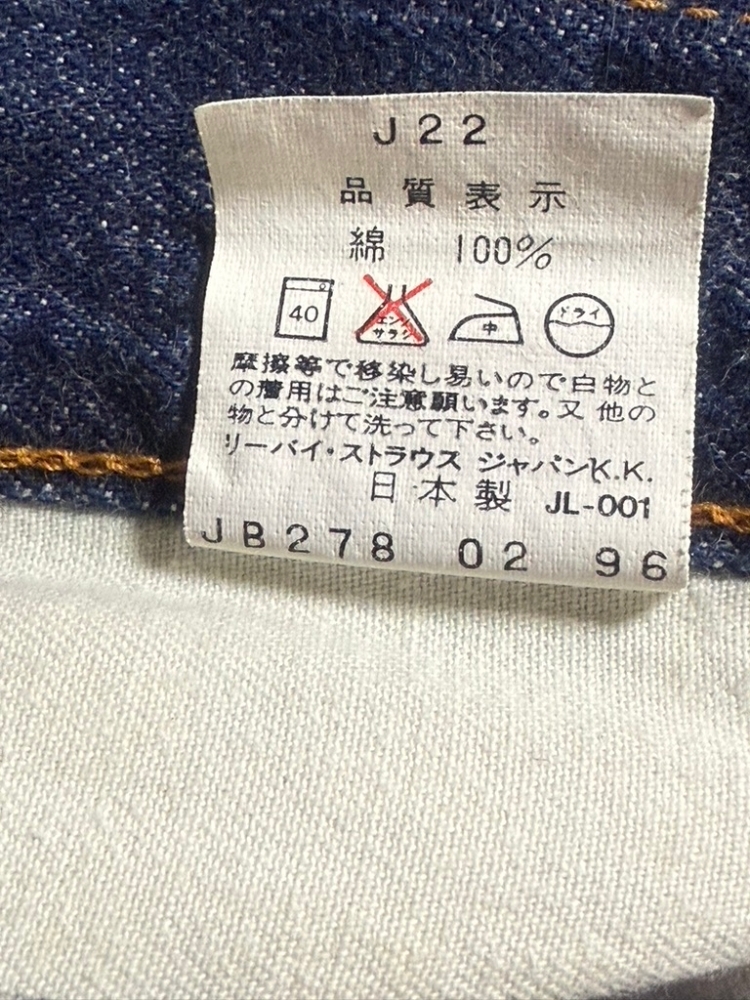 J22
品質表示
綿 100%
40 エンソサラシ 中 ドライ
摩擦等で移染し易いので白物と
の着用はご注意願います。又他の
物と分けて洗って下さい。
リーバイ・ストラウス ジャパンK.K.
日本製 JL-001
JB278 02 96